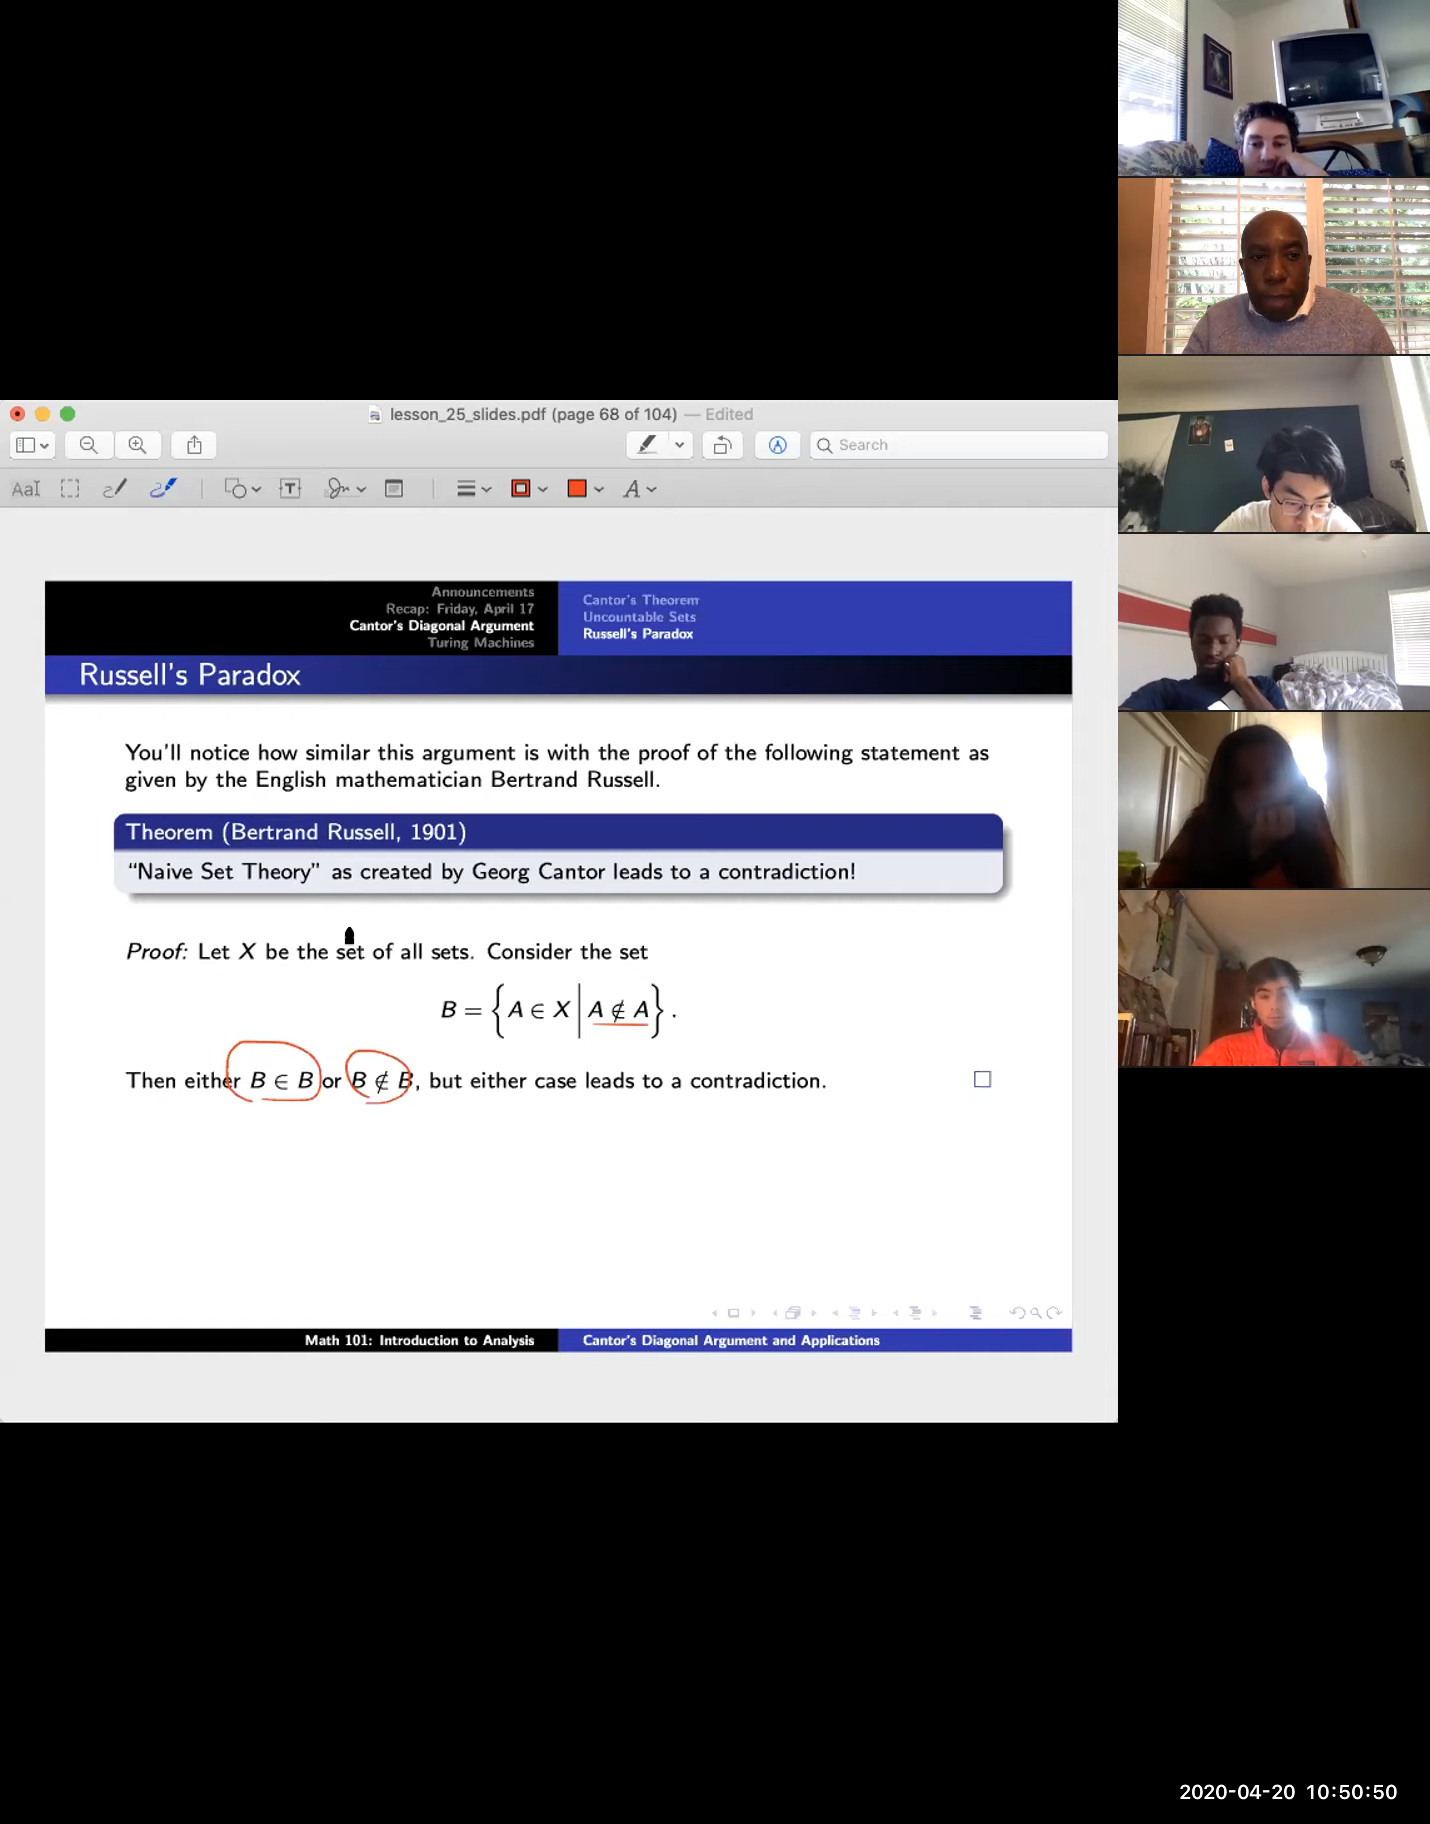 lesson_25_slides.pdf (page 68 of 104) — Edited
Search
AaI
T
A
Announcements
Recap: Friday, April 17
Cantor's Diagonal Argument
Turing Machines
Cantor's Theorem
Uncountable Sets
Russell's Paradox
Russell's Paradox
You'll notice how similar this argument is with the proof of the following statement as
given by the English mathematician Bertrand Russell.
Theorem (Bertrand Russell, 1901)
“Naive Set Theory” as created by Georg Cantor leads to a contradiction!
Proof: Let X be the set of all sets. Consider the set
B = { A ∈ X | A ∉ A } .
Then either B ∈ B or B ∉ B, but either case leads to a contradiction. □
Math 101: Introduction to Analysis
Cantor's Diagonal Argument and Applications
2020-04-20 10:50:50